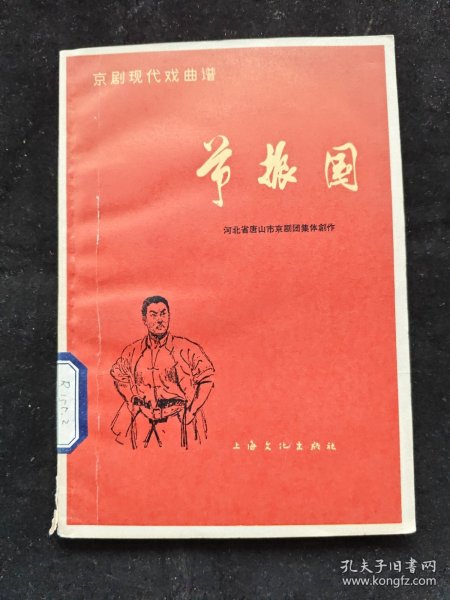 京剧现代戏曲谱
节振国
河北省唐山市京剧团集体創作
上海文化出版社
孔夫子旧书网
www.kongfz.com